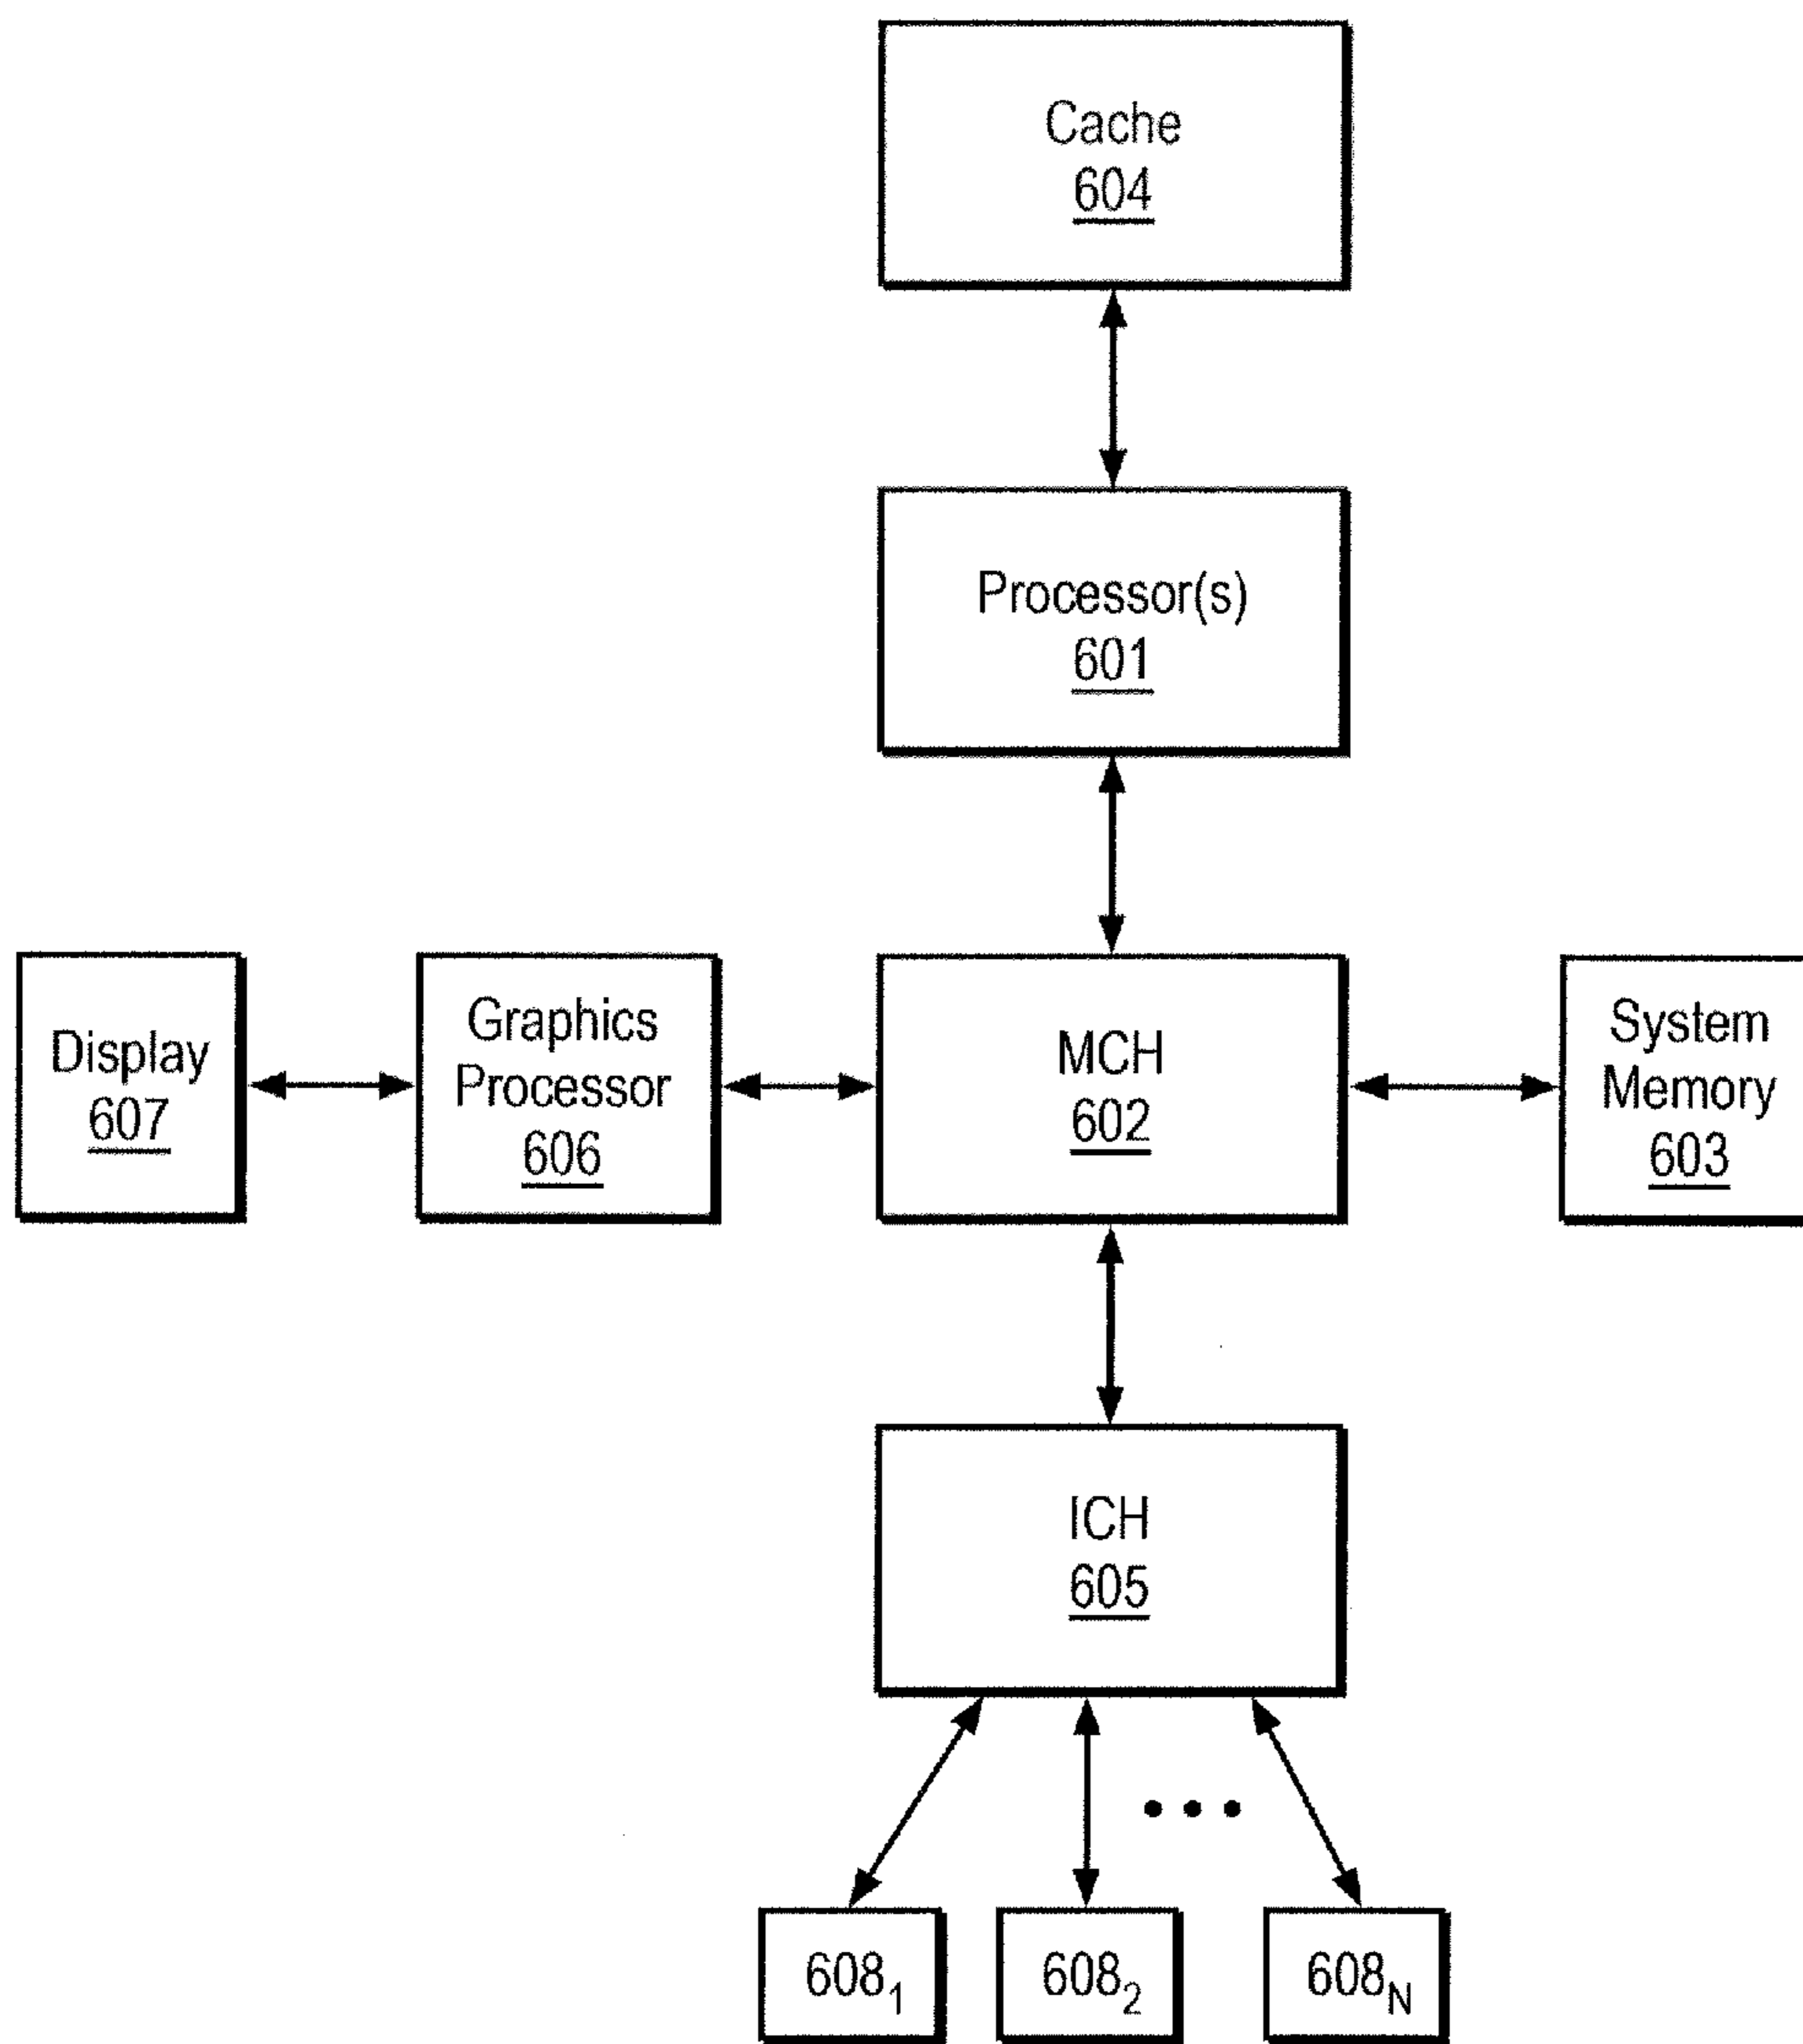 Cache
604
Processor(s)
601
Display
607
Graphics
Processor
606
MCH
602
System
Memory
603
ICH
605
• • •
608₁
608₂
608N